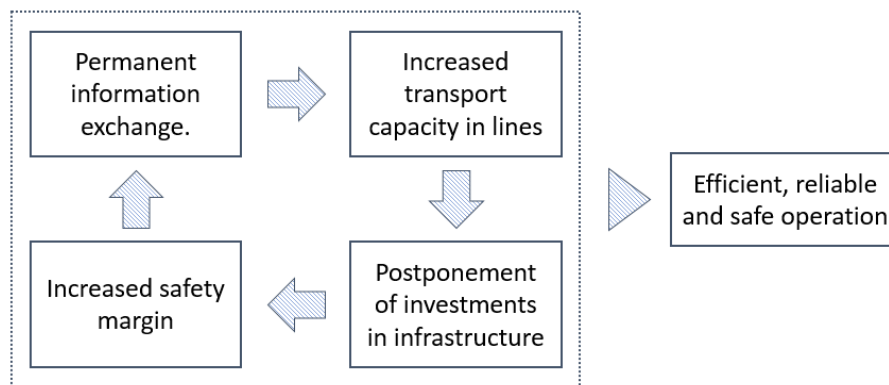 Permanent
information
exchange.
Increased
transport
capacity in lines
Efficient, reliable
and safe operation
Increased safety
margin
Postponement
of investments
in infrastructure